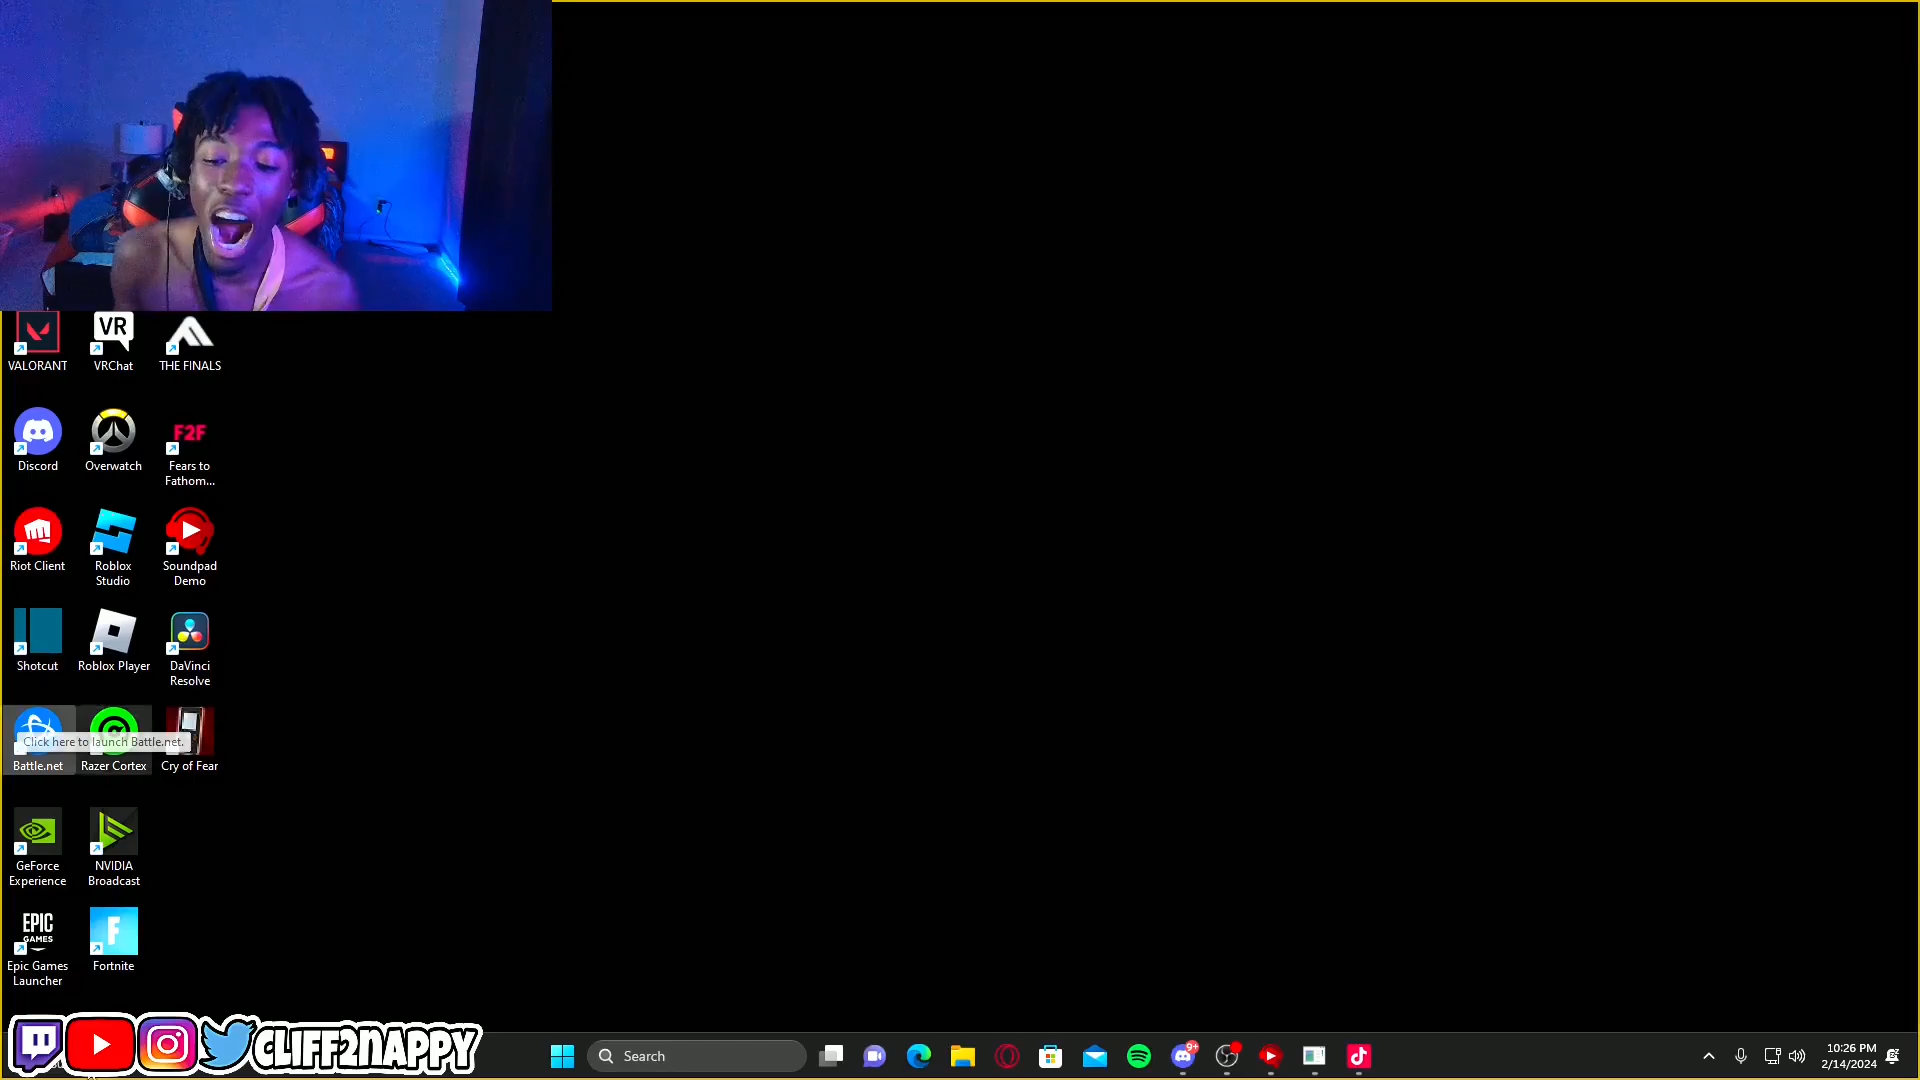 VALORANT
VR
VRChat
THE FINALS
Discord
Overwatch
F2F
Fears to
Fathom...
Riot Client
Roblox
Studio
Soundpad
Demo
Shotcut
Roblox Player
DaVinci
Resolve
Click here to launch Battle.net.
Battle.net
Razer Cortex
Cry of Fear
GeForce
Experience
NVIDIA
Broadcast
EPIC
GAMES
Epic Games
Launcher
F
Fortnite
CLIFF2NAPPY
Search
9+
10:26 PM
2/14/2024